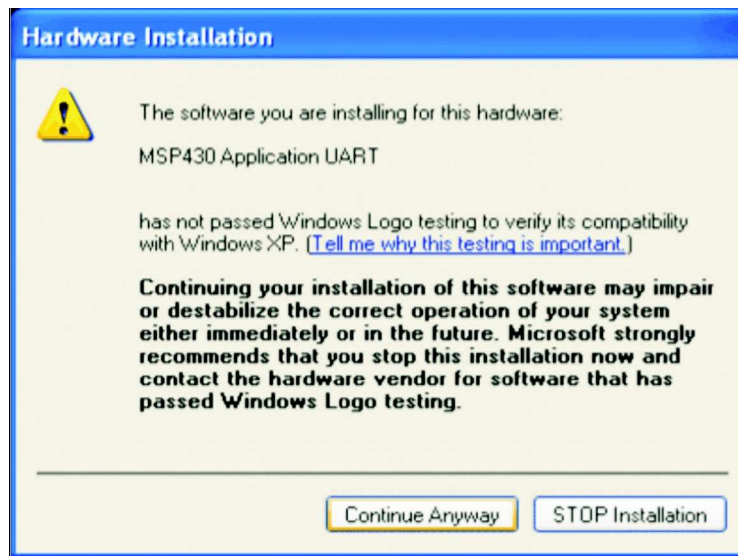 Hardware Installation
The software you are installing for this hardware:
MSP430 Application UART
has not passed Windows Logo testing to verify its compatibility
with Windows XP. (Tell me why this testing is important.)
Continuing your installation of this software may impair
or destabilize the correct operation of your system
either immediately or in the future. Microsoft strongly
recommends that you stop this installation now and
contact the hardware vendor for software that has
passed Windows Logo testing.
Continue Anyway
STOP Installation